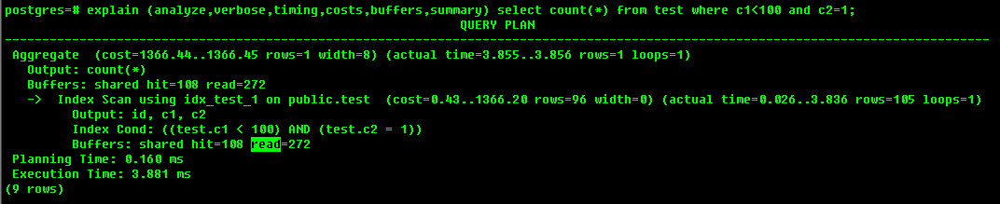 postgres=# explain (analyze,verbose,timing,costs,buffers,summary) select count(*) from test where c1<100 and c2=1;
QUERY PLAN
------------------------------------------------------------------------------------------------------------------------------------
Aggregate  (cost=1366.44..1366.45 rows=1 width=8) (actual time=3.855..3.856 rows=1 loops=1)
Output: count(*)
Buffers: shared hit=108 read=272
->  Index Scan using idx_test_1 on public.test  (cost=0.43..1366.20 rows=96 width=0) (actual time=0.026..3.836 rows=105 loops=1)
Output: id, c1, c2
Index Cond: ((test.c1 < 100) AND (test.c2 = 1))
Buffers: shared hit=108 read=272
Planning Time: 0.160 ms
Execution Time: 3.881 ms
(9 rows)